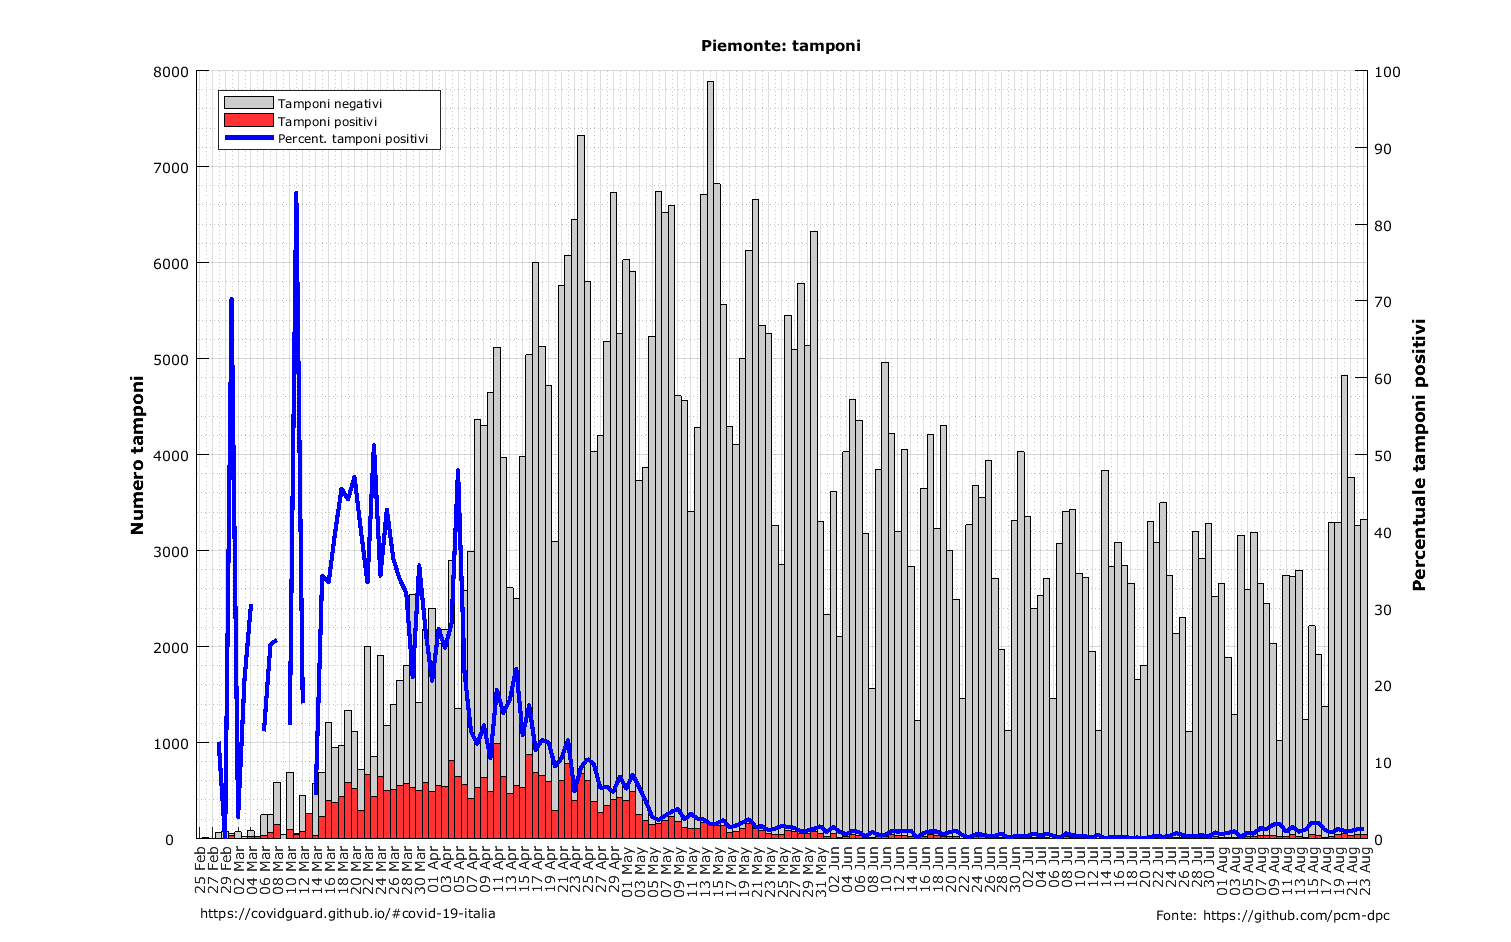 Piemonte: tamponi
Tamponi negativi
Tamponi positivi
Percent. tamponi positivi
Numero tamponi
8000
7000
6000
5000
4000
3000
2000
1000
0
Percentuale tamponi positivi
100
90
80
70
60
50
40
30
20
10
0
25 Feb
27 Feb
29 Feb
02 Mar
04 Mar
06 Mar
08 Mar
10 Mar
12 Mar
14 Mar
16 Mar
18 Mar
20 Mar
22 Mar
24 Mar
26 Mar
28 Mar
30 Mar
01 Apr
03 Apr
05 Apr
07 Apr
09 Apr
11 Apr
13 Apr
15 Apr
17 Apr
19 Apr
21 Apr
23 Apr
25 Apr
27 Apr
29 Apr
01 May
03 May
05 May
07 May
09 May
11 May
13 May
15 May
17 May
19 May
21 May
23 May
25 May
27 May
29 May
31 May
02 Jun
04 Jun
06 Jun
08 Jun
10 Jun
12 Jun
14 Jun
16 Jun
18 Jun
20 Jun
22 Jun
24 Jun
26 Jun
28 Jun
30 Jun
02 Jul
04 Jul
06 Jul
08 Jul
10 Jul
12 Jul
14 Jul
16 Jul
18 Jul
20 Jul
22 Jul
24 Jul
26 Jul
28 Jul
30 Jul
01 Aug
03 Aug
05 Aug
07 Aug
09 Aug
11 Aug
13 Aug
15 Aug
17 Aug
19 Aug
21 Aug
23 Aug
https://covidguard.github.io/#covid-19-italia
Fonte: https://github.com/pcm-dpc